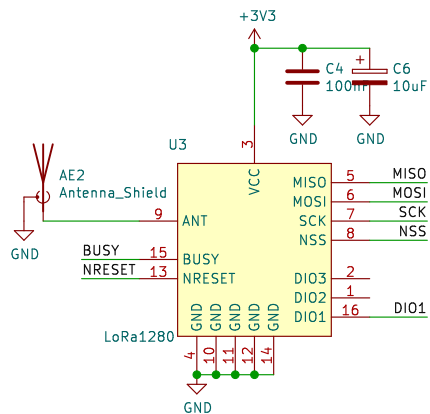 +3V3
+
C4
100nF
C6
10uF
GND
GND
U3
3
VCC
AE2
Antenna_Shield
GND
9
ANT
BUSY
15
BUSY
NRESET
13
NRESET
MISO
5
MISO
MOSI
6
MOSI
SCK
7
SCK
NSS
8
NSS
DIO3
2
DIO2
1
DIO1
16
DIO1
LoRa1280
GND
GND
GND
GND
GND
4
10
11
12
14
GND